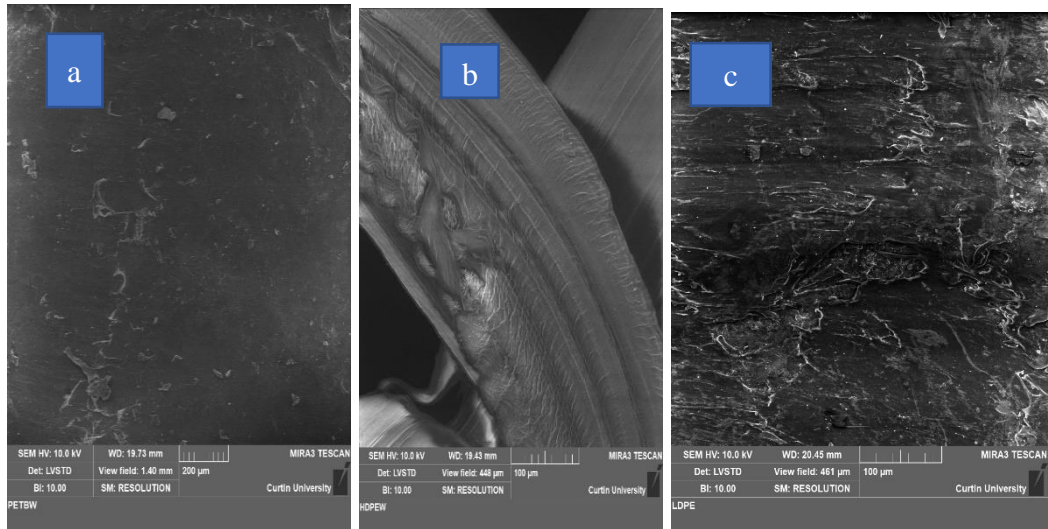 a
SEM HV: 10.0 kV WD: 19.73 mm MIRA3 TESCAN
Det: LVSTD View field: 1.40 mm 200 µm
BI: 10.00 SM: RESOLUTION Curtin University
PETBW
b
SEM HV: 10.0 kV WD: 19.43 mm MIRA3 TESCAN
Det: LVSTD View field: 448 µm 100 µm
BI: 10.00 SM: RESOLUTION Curtin University
HDPEW
c
SEM HV: 10.0 kV WD: 20.45 mm MIRA3 TESCAN
Det: LVSTD View field: 461 µm 100 µm
BI: 10.00 SM: RESOLUTION Curtin University
LDPE